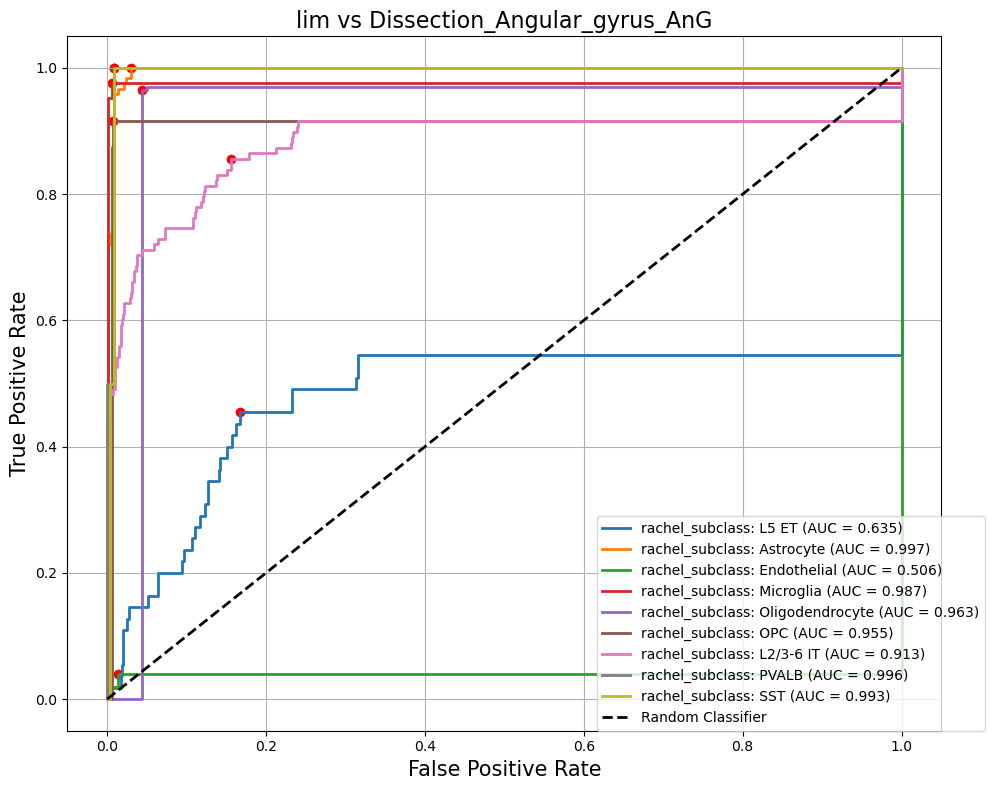 lim vs Dissection_Angular_gyrus_AnG
True Positive Rate
1.0
0.8
0.6
0.4
0.2
0.0
rachel_subclass: L5 ET (AUC = 0.635)
rachel_subclass: Astrocyte (AUC = 0.997)
rachel_subclass: Endothelial (AUC = 0.506)
rachel_subclass: Microglia (AUC = 0.987)
rachel_subclass: Oligodendrocyte (AUC = 0.963)
rachel_subclass: OPC (AUC = 0.955)
rachel_subclass: L2/3-6 IT (AUC = 0.913)
rachel_subclass: PVALB (AUC = 0.996)
rachel_subclass: SST (AUC = 0.993)
Random Classifier
0.0 0.2 0.4 0.6 0.8 1.0
False Positive Rate